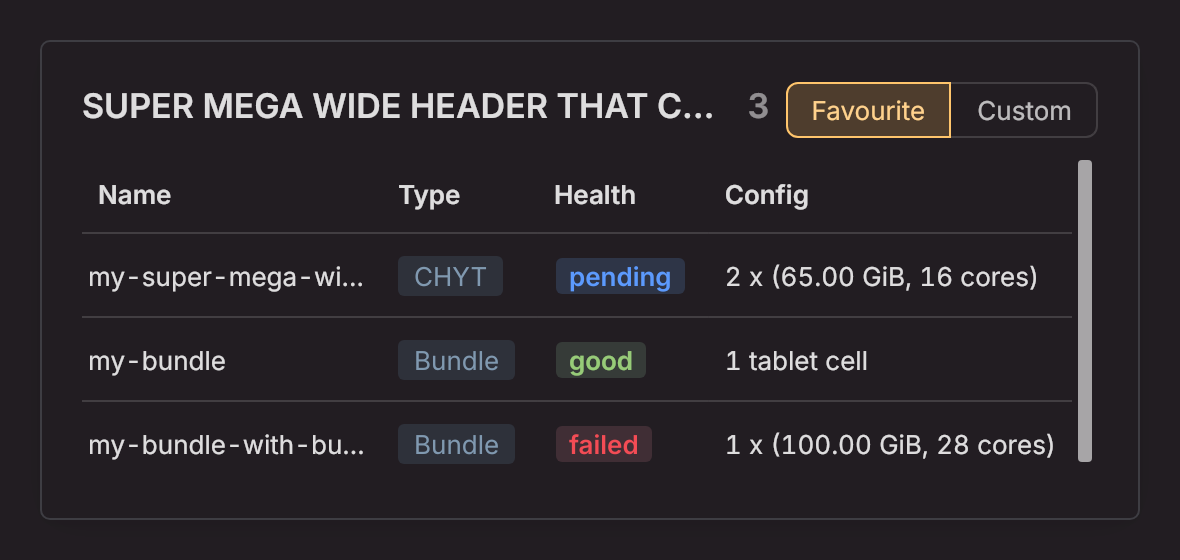 SUPER MEGA WIDE HEADER THAT C... 3 Favourite Custom
Name Type Health Config
my-super-mega-wi... CHYT pending 2 x (65.00 GiB, 16 cores)
my-bundle Bundle good 1 tablet cell
my-bundle-with-bu... Bundle failed 1 x (100.00 GiB, 28 cores)